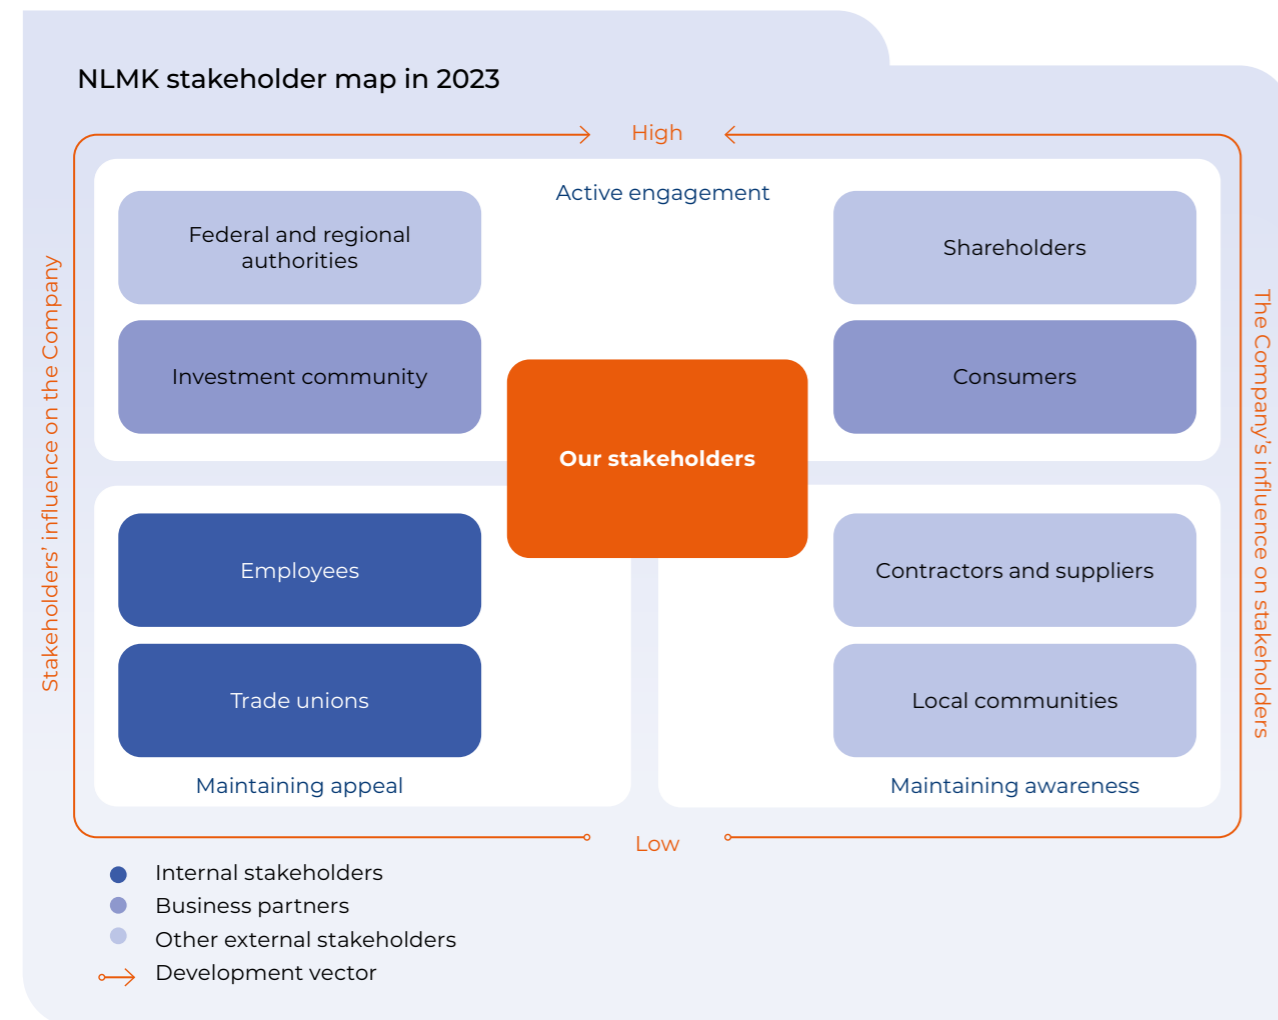 NLMK stakeholder map in 2023
High
Active engagement
Stakeholders’ influence on the Company
The Company’s influence on stakeholders
Federal and regional
authorities
Shareholders
Investment community
Consumers
Our stakeholders
Employees
Contractors and suppliers
Trade unions
Local communities
Maintaining appeal
Maintaining awareness
Low
Internal stakeholders
Business partners
Other external stakeholders
Development vector